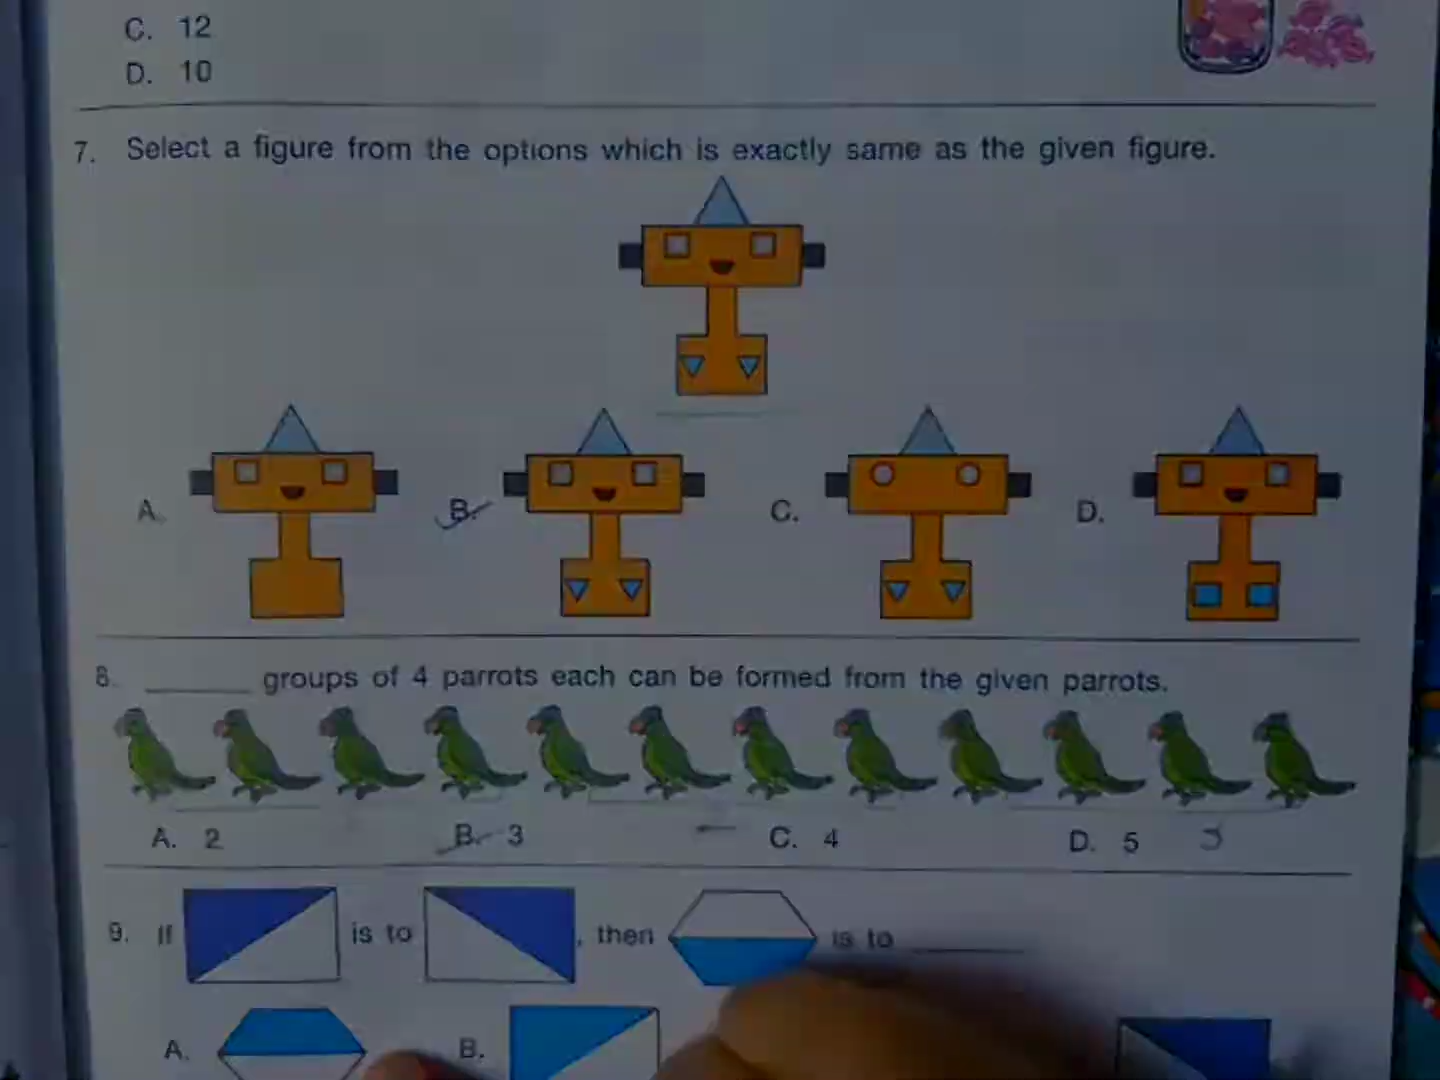 C. 12
D. 10
7. Select a figure from the options which is exactly same as the given figure.
A. B. C. D.
8. ______ groups of 4 parrots each can be formed from the given parrots.
A. 2 B. 3 C. 4 D. 5 3
9. If is to , then is to ______
A. B.